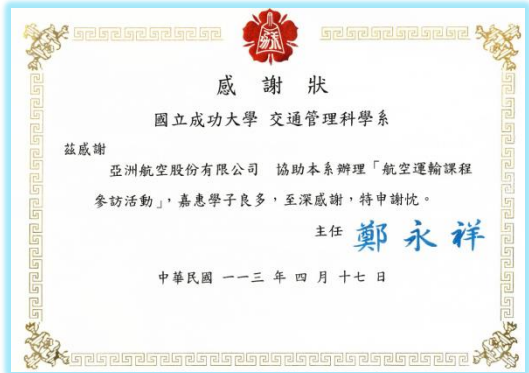 感謝狀
國立成功大學 交通管理科學系
茲感謝
亞洲航空股份有限公司 協助本系辦理「航空運輸課程
參訪活動」,嘉惠學子良多,至深感謝,特申謝忱。
主任 鄭永祥
中華民國 一一三 年 四 月 十七 日